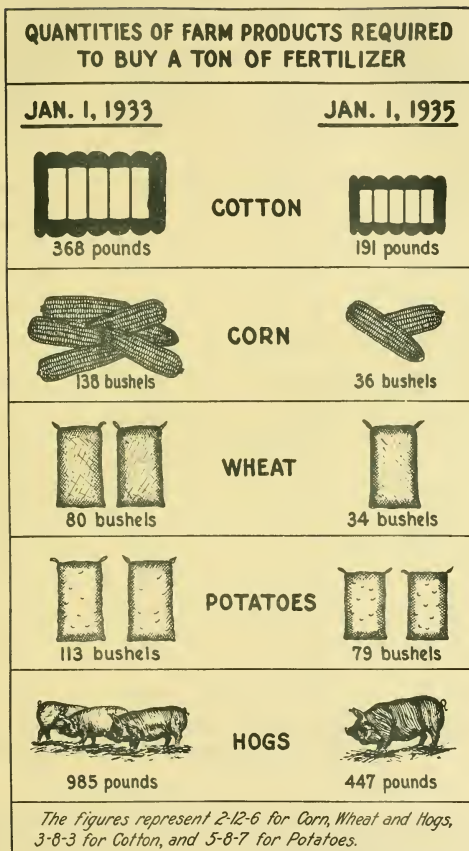 QUANTITIES OF FARM PRODUCTS REQUIRED
TO BUY A TON OF FERTILIZER
JAN. 1, 1933
JAN. 1, 1935
COTTON
368 pounds
191 pounds
CORN
138 bushels
36 bushels
WHEAT
80 bushels
34 bushels
POTATOES
113 bushels
79 bushels
HOGS
985 pounds
447 pounds
The figures represent 2-12-6 for Corn, Wheat and Hogs,
3-8-3 for Cotton, and 5-8-7 for Potatoes.